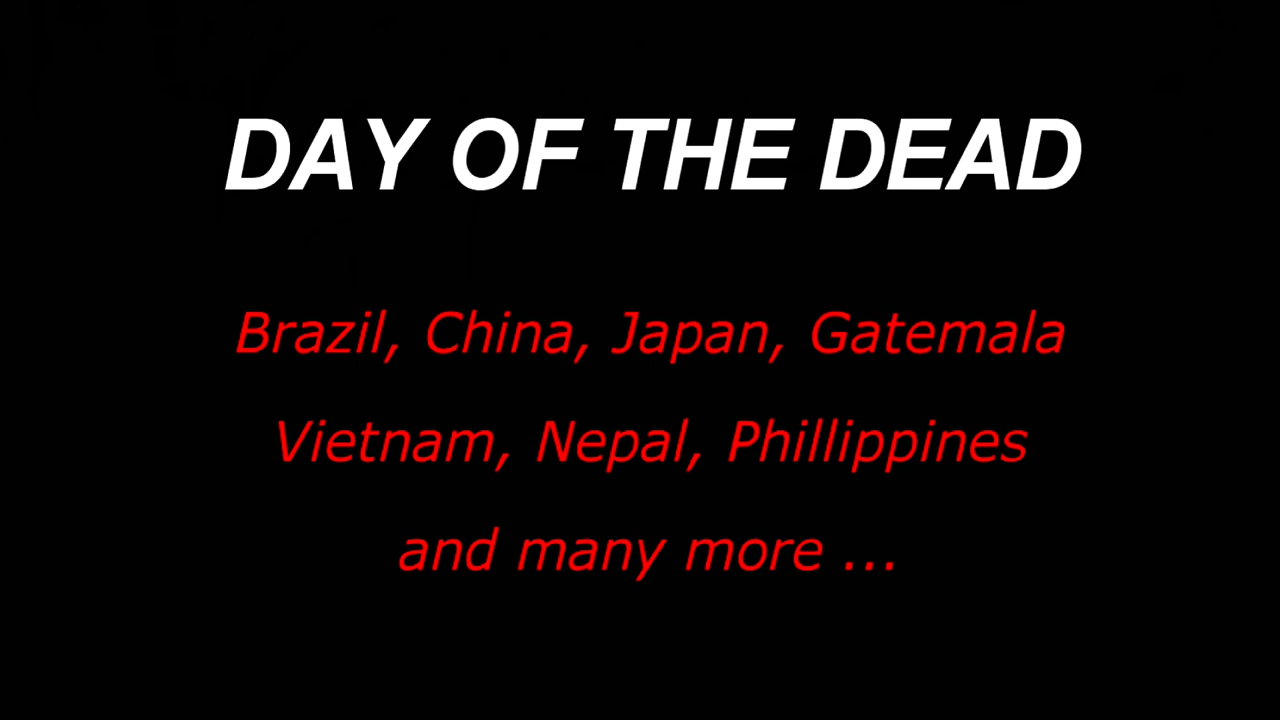 DAY OF THE DEAD
Brazil, China, Japan, Gatemala
Vietnam, Nepal, Phillippines
and many more ...